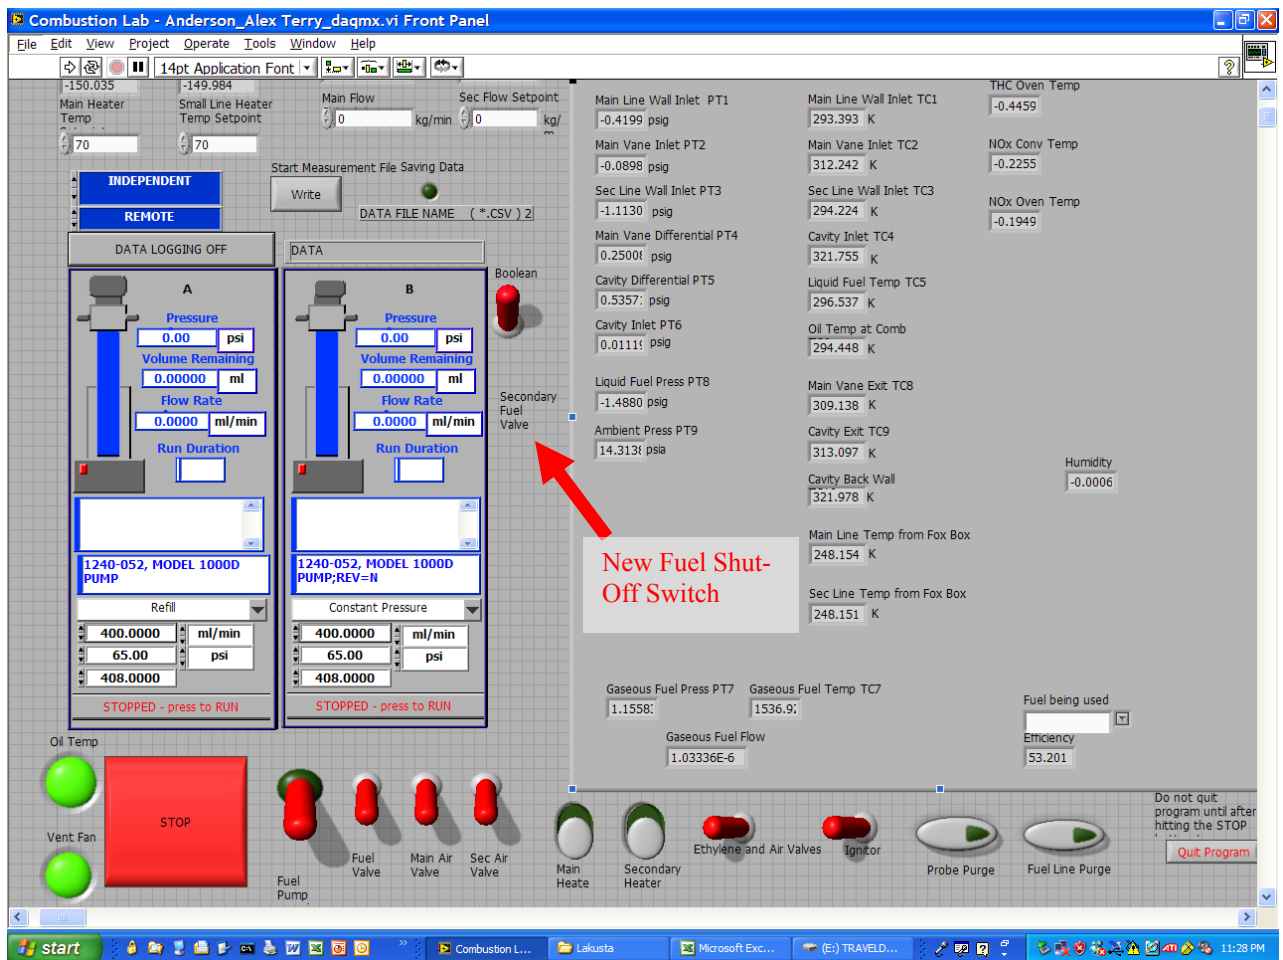 Combustion Lab - Anderson_Alex Terry_daqmx.vi Front Panel
File Edit View Project Operate Tools Window Help
14pt Application Font
-150.035
-149.984
Main Heater
Temp
70
Small Line Heater
Temp Setpoint
70
Main Flow
0 kg/min
Sec Flow Setpoint
0 kg/
INDEPENDENT
REMOTE
Start Measurement File
Write
Saving Data
DATA FILE NAME ( *.CSV ) 2
DATA LOGGING OFF
DATA
A
Pressure
0.00 psi
Volume Remaining
0.00000 ml
Flow Rate
0.0000 ml/min
Run Duration
1240-052, MODEL 1000D
PUMP
Refill
400.0000 ml/min
65.00 psi
408.0000
STOPPED - press to RUN
B
Pressure
0.00 psi
Volume Remaining
0.00000 ml
Flow Rate
0.0000 ml/min
Run Duration
1240-052, MODEL 1000D
PUMP;REV=N
Constant Pressure
400.0000 ml/min
65.00 psi
408.0000
STOPPED - press to RUN
Boolean
Secondary
Fuel
Valve
New Fuel Shut-
Off Switch
Main Line Wall Inlet PT1
-0.4199 psig
Main Vane Inlet PT2
-0.0898 psig
Sec Line Wall Inlet PT3
-1.1130 psig
Main Vane Differential PT4
0.25008 psig
Cavity Differential PT5
0.5357 psig
Cavity Inlet PT6
0.0111 psig
Liquid Fuel Press PT8
-1.4880 psig
Ambient Press PT9
14.313 psia
Main Line Wall Inlet TC1
293.393 K
Main Vane Inlet TC2
312.242 K
Sec Line Wall Inlet TC3
294.224 K
Cavity Inlet TC4
321.755 K
Liquid Fuel Temp TC5
296.537 K
Oil Temp at Comb
294.448 K
Main Vane Exit TC8
309.138 K
Cavity Exit TC9
313.097 K
Cavity Back Wall
321.978 K
Main Line Temp from Fox Box
248.154 K
Sec Line Temp from Fox Box
248.151 K
THC Oven Temp
-0.4459
NOx Conv Temp
-0.2255
NOx Oven Temp
-0.1949
Humidity
-0.0006
Gaseous Fuel Press PT7
1.1558
Gaseous Fuel Temp TC7
1536.9
Gaseous Fuel Flow
1.03336E-6
Fuel being used
Efficiency
53.201
Oil Temp
Vent Fan
STOP
Fuel
Pump
Fuel
Valve
Main Air
Valve
Sec Air
Valve
Main
Heate
Secondary
Heater
Ethylene and Air Valves
Ignitor
Probe Purge
Fuel Line Purge
Do not quit
program until after
hitting the STOP
Quit Program
start
Combustion L...
Lakusta
Microsoft Exc...
(E:) TRAVELD...
11:28 PM